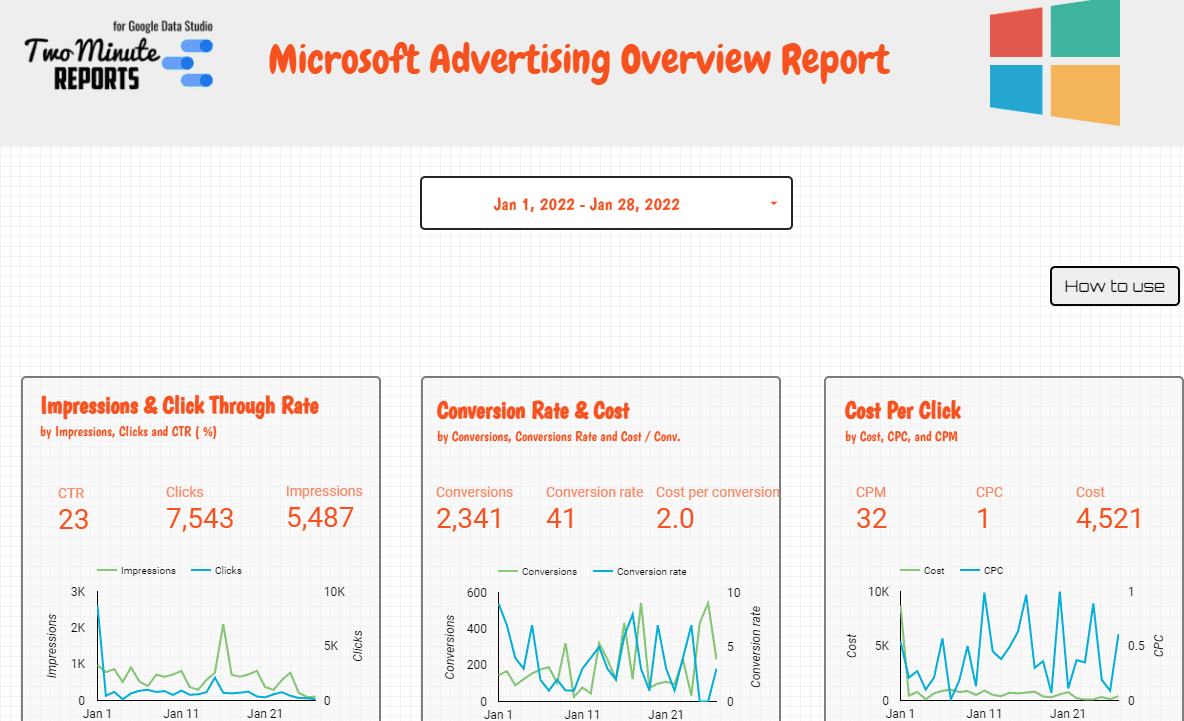 for Google Data Studio
Two Minute
REPORTS
Microsoft Advertising Overview Report
Jan 1, 2022 - Jan 28, 2022
How to use
Impressions & Click Through Rate
by Impressions, Clicks and CTR ( %)
CTR
23
Clicks
7,543
Impressions
5,487
Impressions
Clicks
3K
2K
1K
0
Impressions
10K
5K
0
Clicks
Jan 1
Jan 11
Jan 21
Conversion Rate & Cost
by Conversions, Conversions Rate and Cost / Conv.
Conversions
2,341
Conversion rate
41
Cost per conversion
2.0
Conversions
Conversion rate
600
400
200
0
Conversions
10
5
0
Conversion rate
Jan 1
Jan 11
Jan 21
Cost Per Click
by Cost, CPC, and CPM
CPM
32
CPC
1
Cost
4,521
Cost
CPC
10K
5K
0
Cost
1
0.5
0
CPC
Jan 1
Jan 11
Jan 21